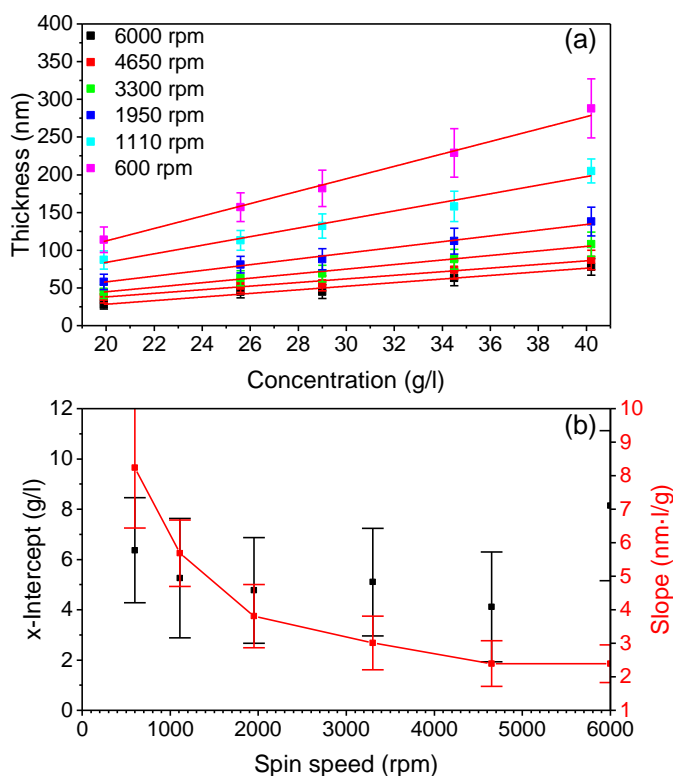 (a)
6000 rpm
4650 rpm
3300 rpm
1950 rpm
1110 rpm
600 rpm
Thickness (nm)
400
350
300
250
200
150
100
50
0
20 22 24 26 28 30 32 34 36 38 40
Concentration (g/l)
(b)
x-Intercept (g/l)
12
10
8
6
4
2
0
Slope (nm·l/g)
10
9
8
7
6
5
4
3
2
1
0 1000 2000 3000 4000 5000 6000
Spin speed (rpm)